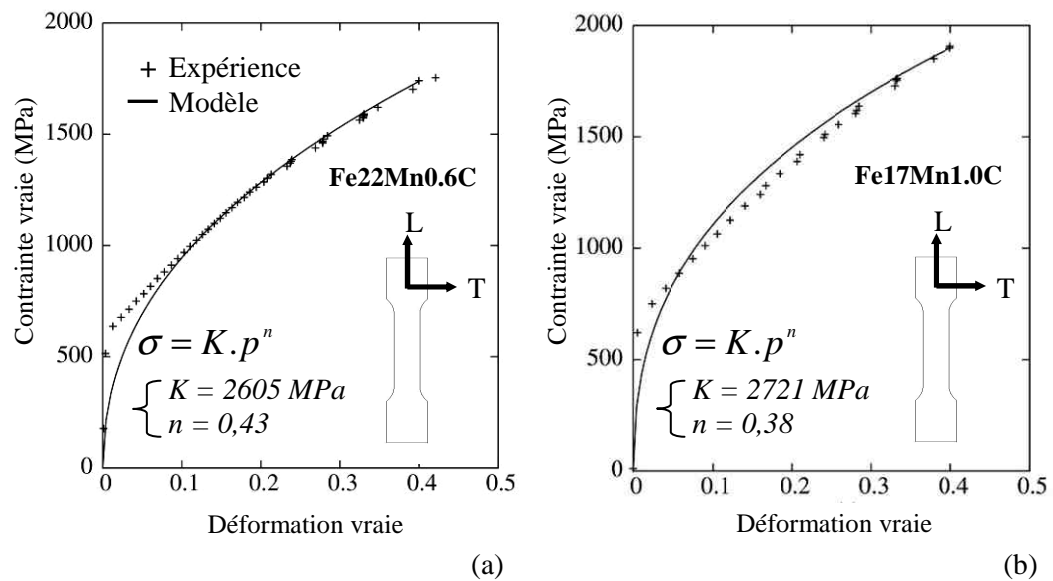 2000
1500
1000
500
0
Contrainte vraie (MPa)
+ Expérience
Modèle
Fe22Mn0.6C
L
T
σ = K.pⁿ
K = 2605 MPa
n = 0,43
0 0.1 0.2 0.3 0.4 0.5
Déformation vraie
(a)
2000
1500
1000
500
0
Contrainte vraie (MPa)
Fe17Mn1.0C
L
T
σ = K.pⁿ
K = 2721 MPa
n = 0,38
0 0.1 0.2 0.3 0.4 0.5
Déformation vraie
(b)